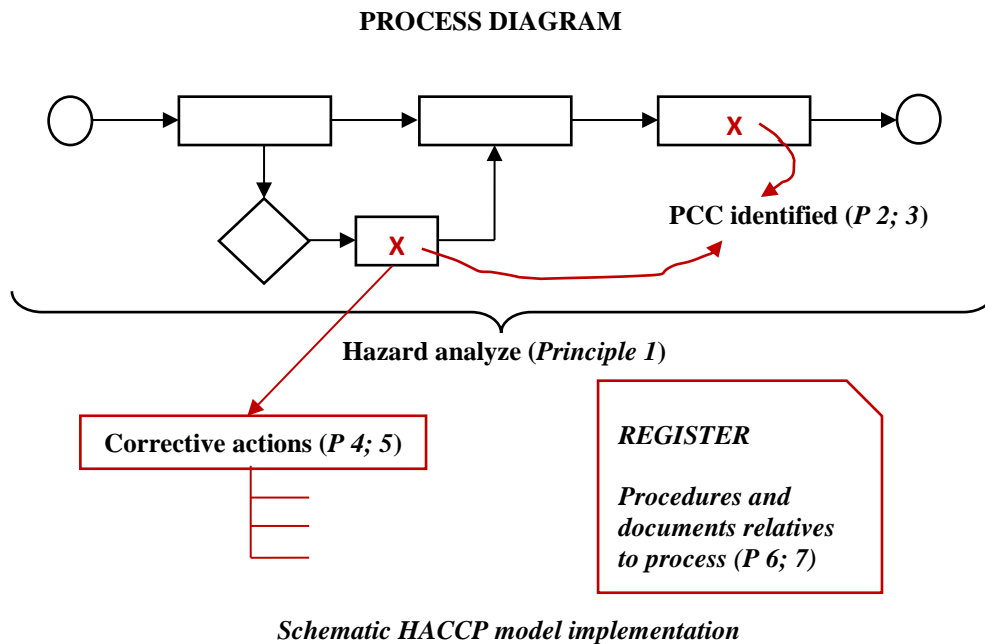 PROCESS DIAGRAM
X
PCC identified (P 2; 3)
X
Hazard analyze (Principle 1)
Corrective actions (P 4; 5)
REGISTER
Procedures and
documents relatives
to process (P 6; 7)
Schematic HACCP model implementation